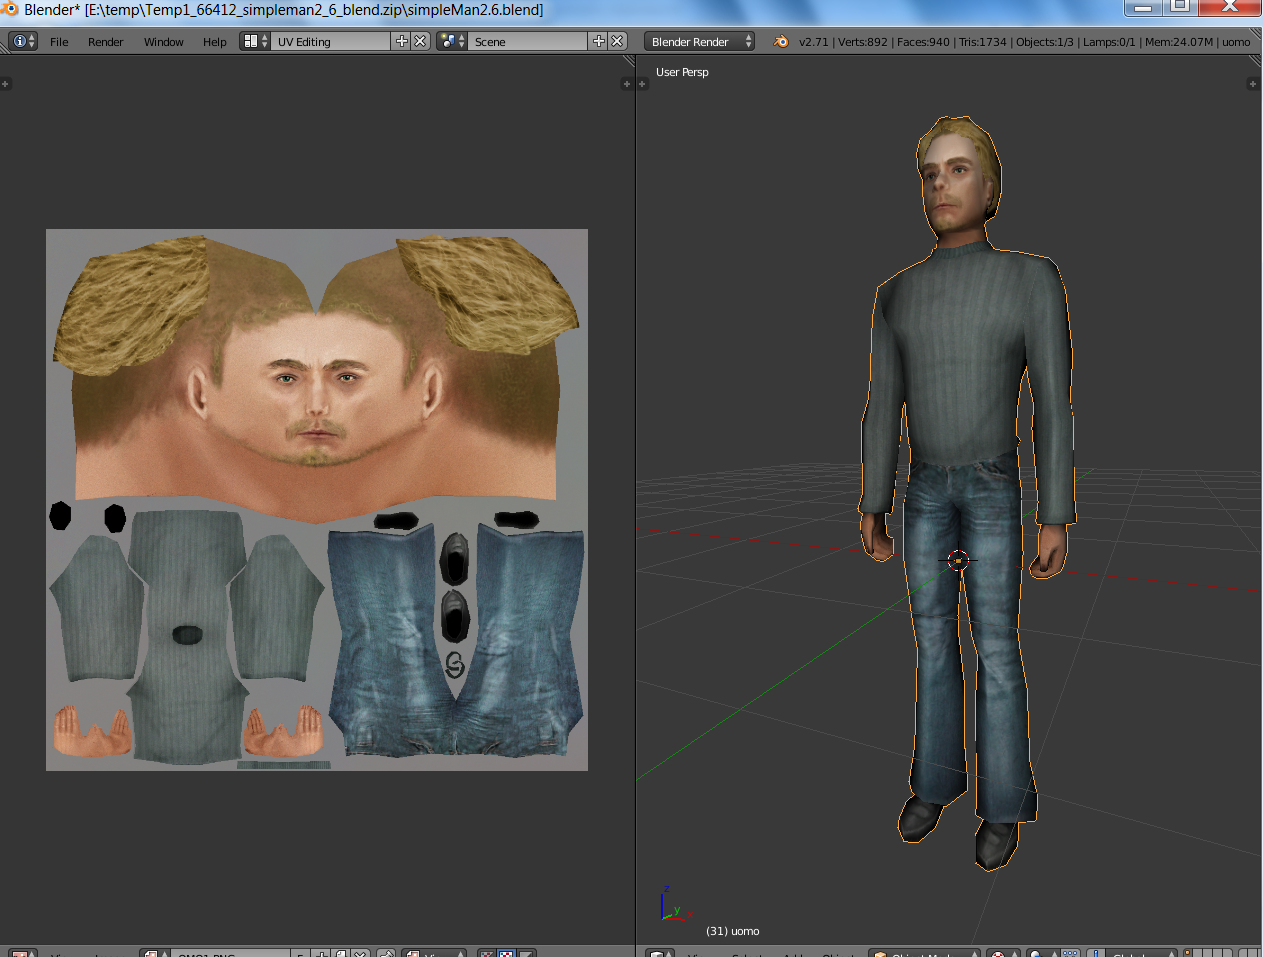 Blender* [E:\temp\Temp1_66412_simpleman2_6_blend.zip\simpleMan2.6.blend]
File Render Window Help UV Editing Scene Blender Render v2.71 | Verts:892 | Faces:940 | Tris:1734 | Objects:1/3 | Lamps:0/1 | Mem:24.07M | uomo
User Persp
z
y
x
(31) uomo